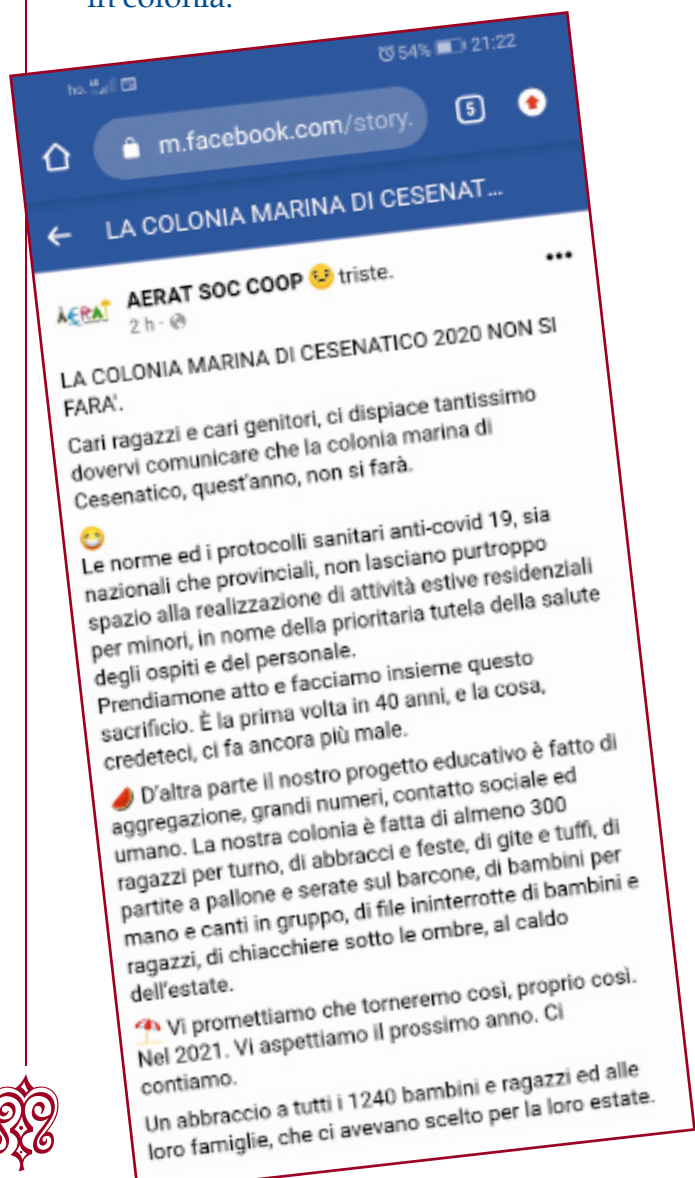 in colonia.
ho.
54% 21:22
m.facebook.com/story.
5
LA COLONIA MARINA DI CESENAT...
AERAT
AERAT SOC COOP 😟 triste.
2 h -
LA COLONIA MARINA DI CESENATICO 2020 NON SI
FARA'.
Cari ragazzi e cari genitori, ci dispiace tantissimo
dovervi comunicare che la colonia marina di
Cesenatico, quest'anno, non si farà.
😷
Le norme ed i protocolli sanitari anti-covid 19, sia
nazionali che provinciali, non lasciano purtroppo
spazio alla realizzazione di attività estive residenziali
per minori, in nome della prioritaria tutela della salute
degli ospiti e del personale.
Prendiamone atto e facciamo insieme questo
sacrificio. È la prima volta in 40 anni, e la cosa,
credeteci, ci fa ancora più male.
🍉 D'altra parte il nostro progetto educativo è fatto di
aggregazione, grandi numeri, contatto sociale ed
umano. La nostra colonia è fatta di almeno 300
ragazzi per turno, di abbracci e feste, di gite e tuffi, di
partite a pallone e serate sul barcone, di bambini per
mano e canti in gruppo, di file ininterrotte di bambini e
ragazzi, di chiacchiere sotto le ombre, al caldo
dell'estate.
⛱️ Vi promettiamo che torneremo così, proprio così.
Nel 2021. Vi aspettiamo il prossimo anno. Ci
contiamo.
Un abbraccio a tutti i 1240 bambini e ragazzi ed alle
loro famiglie, che ci avevano scelto per la loro estate.